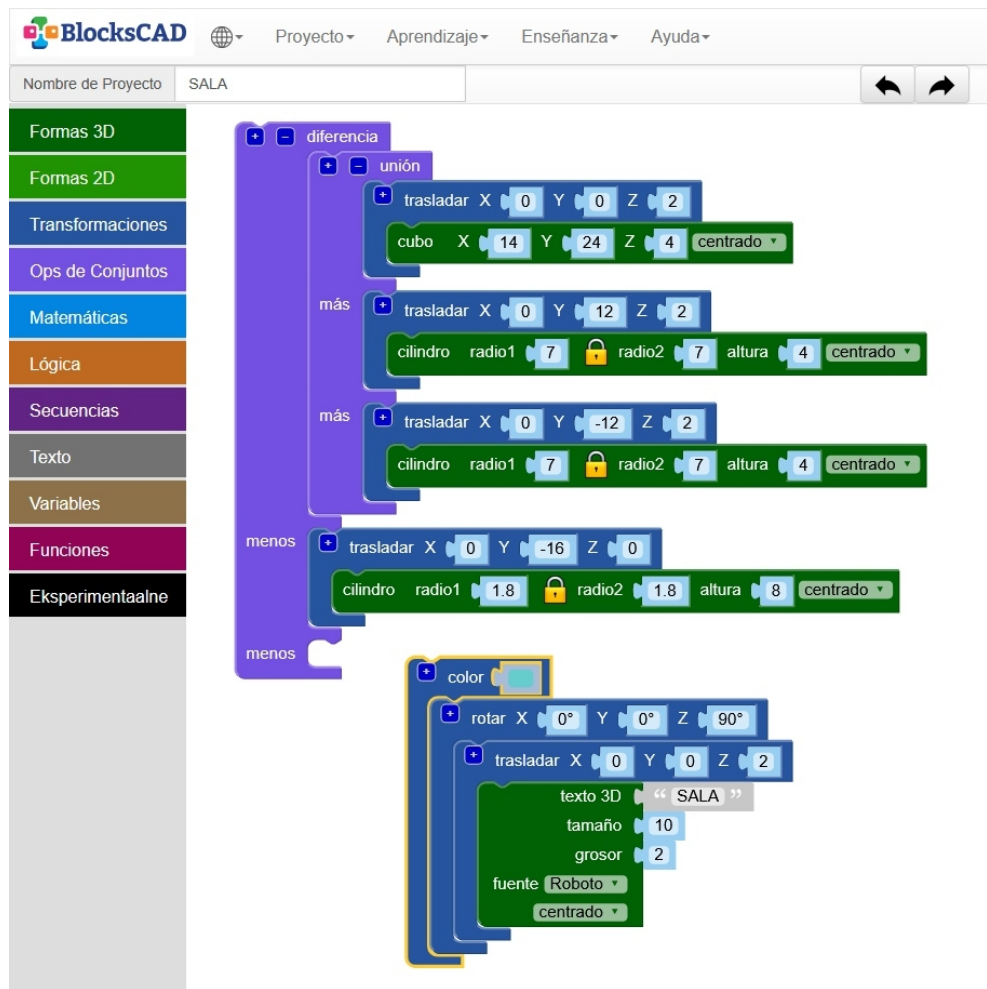 BlocksCAD Proyecto Aprendizaje Enseñanza Ayuda
Nombre de Proyecto SALA
Formas 3D
Formas 2D
Transformaciones
Ops de Conjuntos
Matemáticas
Lógica
Secuencias
Texto
Variables
Funciones
Eksperimentaalne
+ - diferencia
+ - unión
+ trasladar X 0 Y 0 Z 2
cubo X 14 Y 24 Z 4 centrado
más + trasladar X 0 Y 12 Z 2
cilindro radio1 7 radio2 7 altura 4 centrado
más + trasladar X 0 Y -12 Z 2
cilindro radio1 7 radio2 7 altura 4 centrado
menos + trasladar X 0 Y -16 Z 0
cilindro radio1 1.8 radio2 1.8 altura 8 centrado
menos
+ color
+ rotar X 0° Y 0° Z 90°
+ trasladar X 0 Y 0 Z 2
texto 3D “ SALA ”
tamaño 10
grosor 2
fuente Roboto
centrado